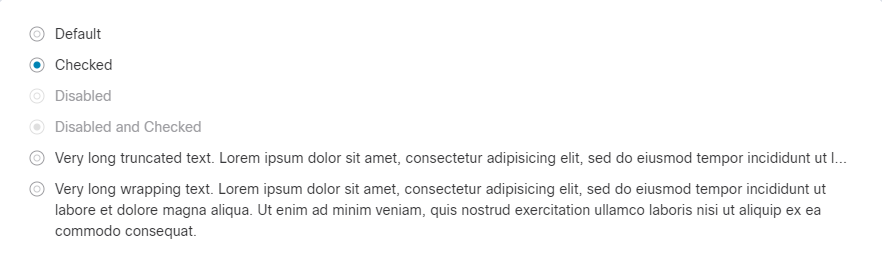 Default
Checked
Disabled
Disabled and Checked
Very long truncated text. Lorem ipsum dolor sit amet, consectetur adipisicing elit, sed do eiusmod tempor incididunt ut l...
Very long wrapping text. Lorem ipsum dolor sit amet, consectetur adipisicing elit, sed do eiusmod tempor incididunt ut
labore et dolore magna aliqua. Ut enim ad minim veniam, quis nostrud exercitation ullamco laboris nisi ut aliquip ex ea
commodo consequat.